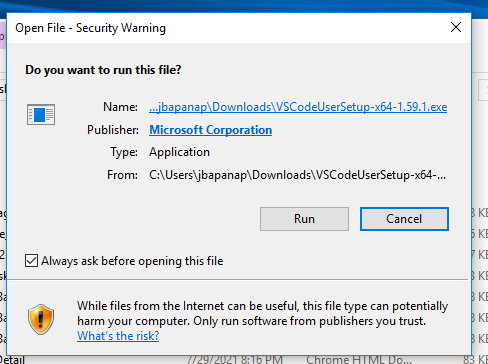 Open File - Security Warning
Do you want to run this file?
Name: ...jbapanap\Downloads\VSCodeUserSetup-x64-1.59.1.exe
Publisher: Microsoft Corporation
Type: Application
From: C:\Users\jbapanap\Downloads\VSCodeUserSetup-x64-...
Run Cancel
Always ask before opening this file
While files from the Internet can be useful, this file type can potentially
harm your computer. Only run software from publishers you trust.
What's the risk?
Detail 7/29/2021 8:16 PM Chrome HTML Do...